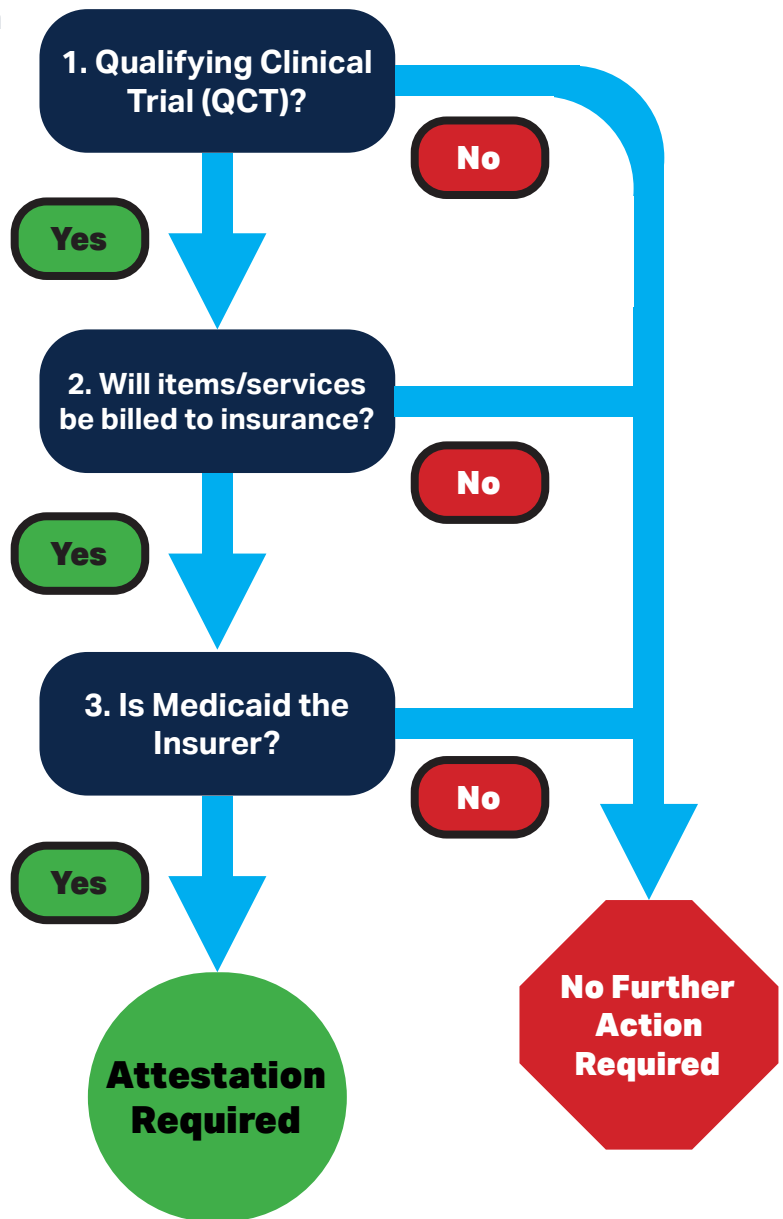 1. Qualifying Clinical
Trial (QCT)?
No
Yes
2. Will items/services
be billed to insurance?
No
Yes
3. Is Medicaid the
Insurer?
No
Yes
Attestation
Required
No Further
Action
Required